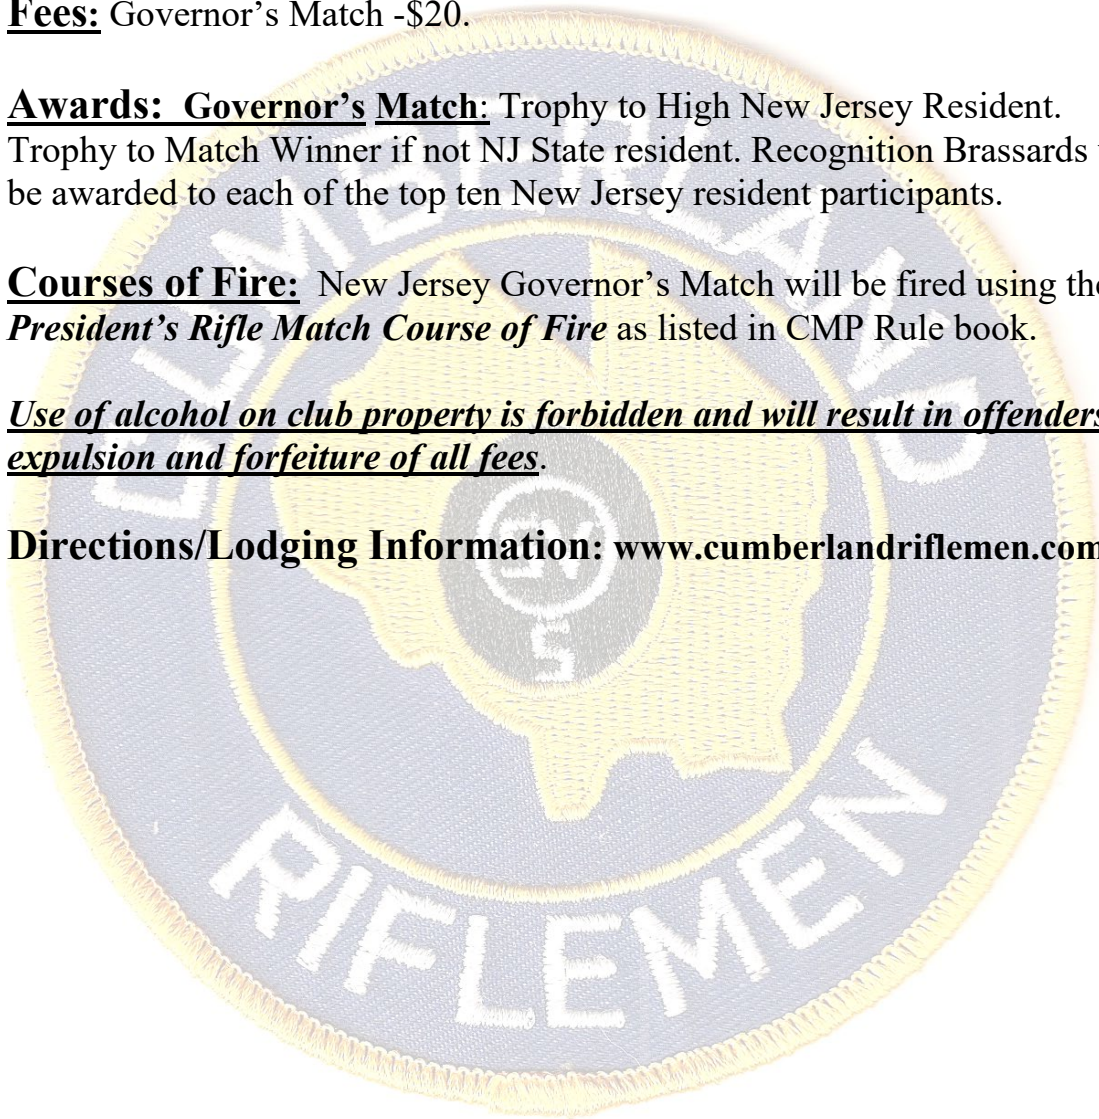 Fees: Governor's Match -$20.
Awards: Governor's Match: Trophy to High New Jersey Resident.
Trophy to Match Winner if not NJ State resident. Recognition Brassards
be awarded to each of the top ten New Jersey resident participants.
Courses of Fire: New Jersey Governor's Match will be fired using the
President's Rifle Match Course of Fire as listed in CMP Rule book.
Use of alcohol on club property is forbidden and will result in offenders
expulsion and forfeiture of all fees.
Directions/Lodging Information: www.cumberlandriflemen.com
CUMBERLAND
S
RIFLEMEN